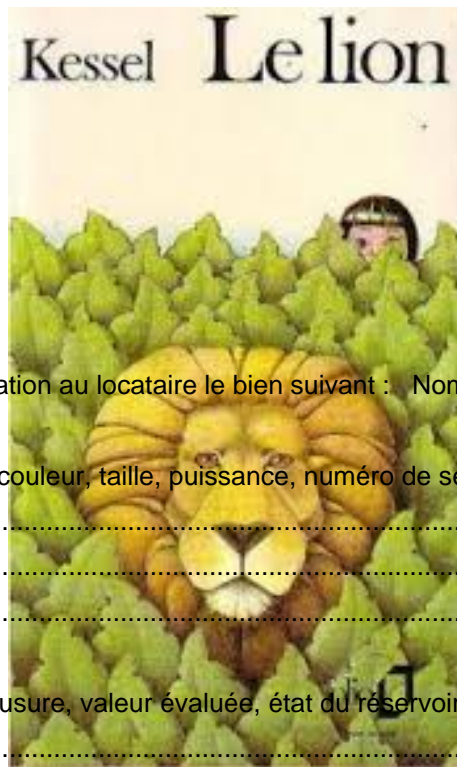 Kessel Le lion
ation au locataire le bien suivant : Nom
couleur, taille, puissance, numéro de sé
..............................................................
..............................................................
..............................................................
usure, valeur évaluée, état du réservoir
..............................................................